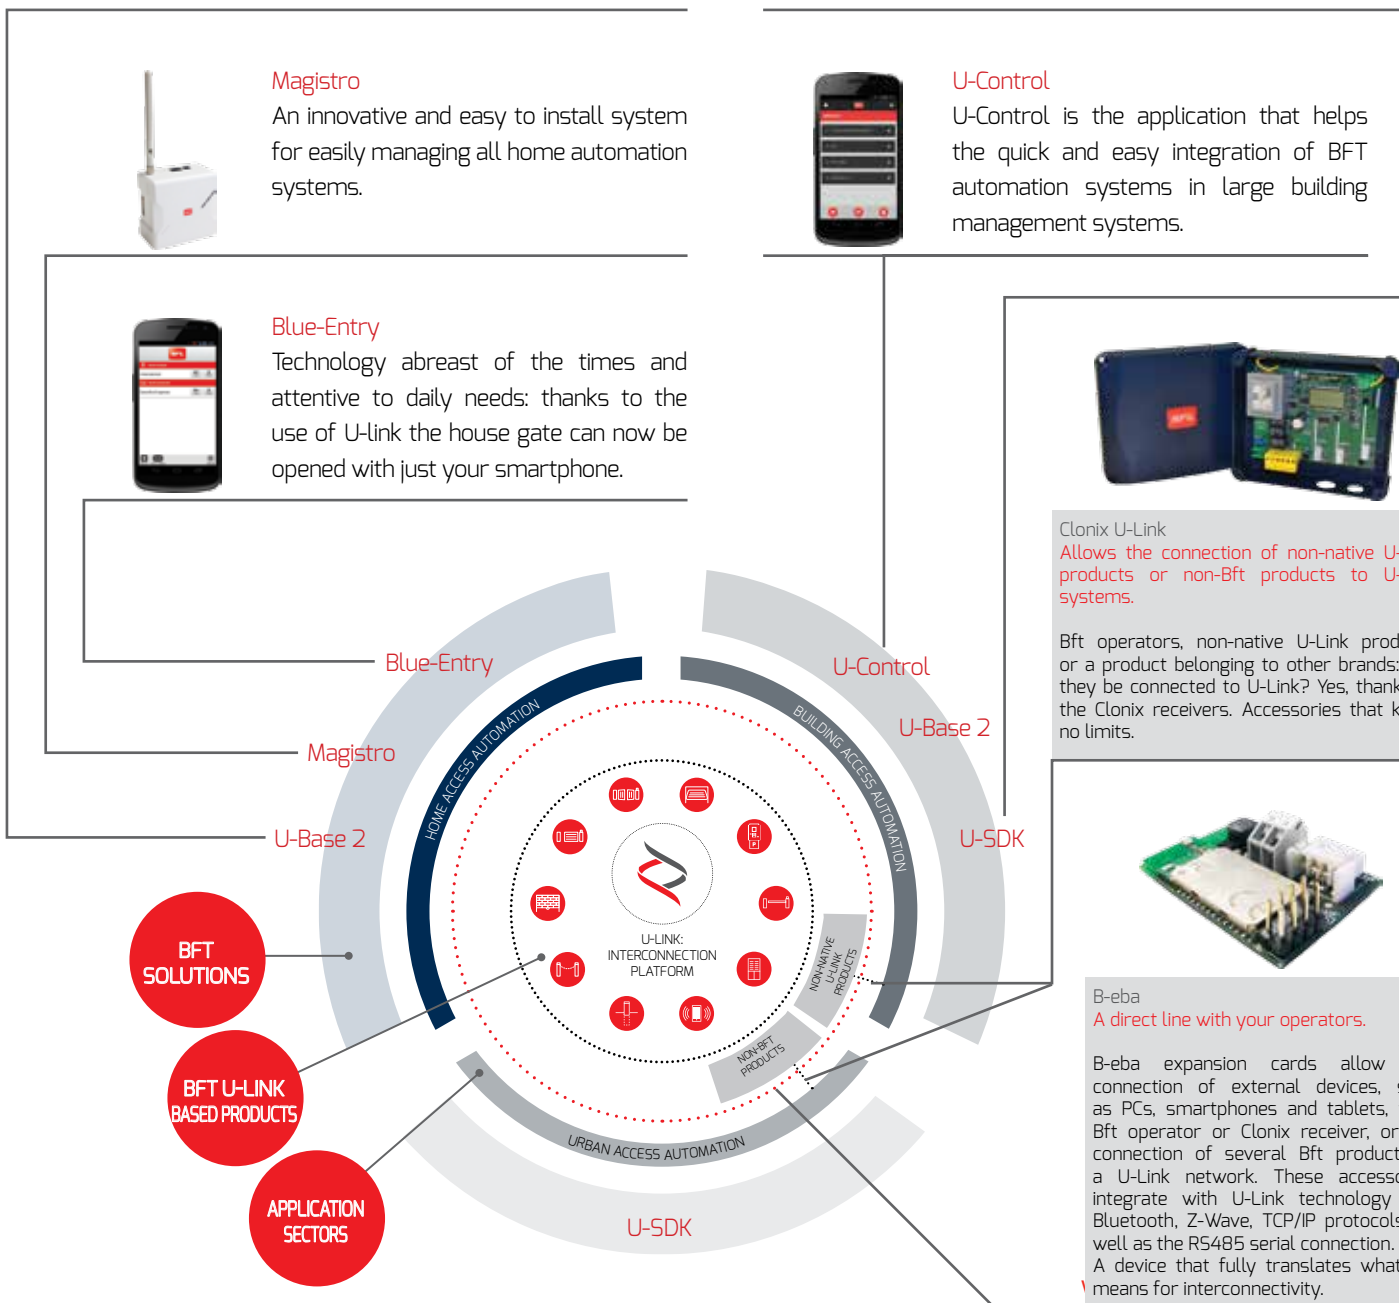 Magistro
An innovative and easy to install system
for easily managing all home automation
systems.
U-Control
U-Control is the application that helps
the quick and easy integration of BFT
automation systems in large building
management systems.
Blue-Entry
Technology abreast of the times and
attentive to daily needs: thanks to the
use of U-link the house gate can now be
opened with just your smartphone.
Clonix U-Link
Allows the connection of non-native U-
products or non-Bft products to U-
systems.
Bft operators, non-native U-Link prod
or a product belonging to other brands:
they be connected to U-Link? Yes, thank
the Clonix receivers. Accessories that k
no limits.
Blue-Entry
Magistro
U-Base 2
U-Control
U-Base 2
U-SDK
HOME ACCESS AUTOMATION
BUILDING ACCESS AUTOMATION
U-LINK:
INTERCONNECTION
PLATFORM
NON-NATIVE
U-LINK
PRODUCTS
NON-BFT
PRODUCTS
URBAN ACCESS AUTOMATION
U-SDK
BFT
SOLUTIONS
BFT U-LINK
BASED PRODUCTS
APPLICATION
SECTORS
B-eba
A direct line with your operators.
B-eba expansion cards allow
connection of external devices, s
as PCs, smartphones and tablets,
Bft operator or Clonix receiver, or
connection of several Bft product
a U-Link network. These accesso
integrate with U-Link technology
Bluetooth, Z-Wave, TCP/IP protocols
well as the RS485 serial connection.
A device that fully translates what
means for interconnectivity.